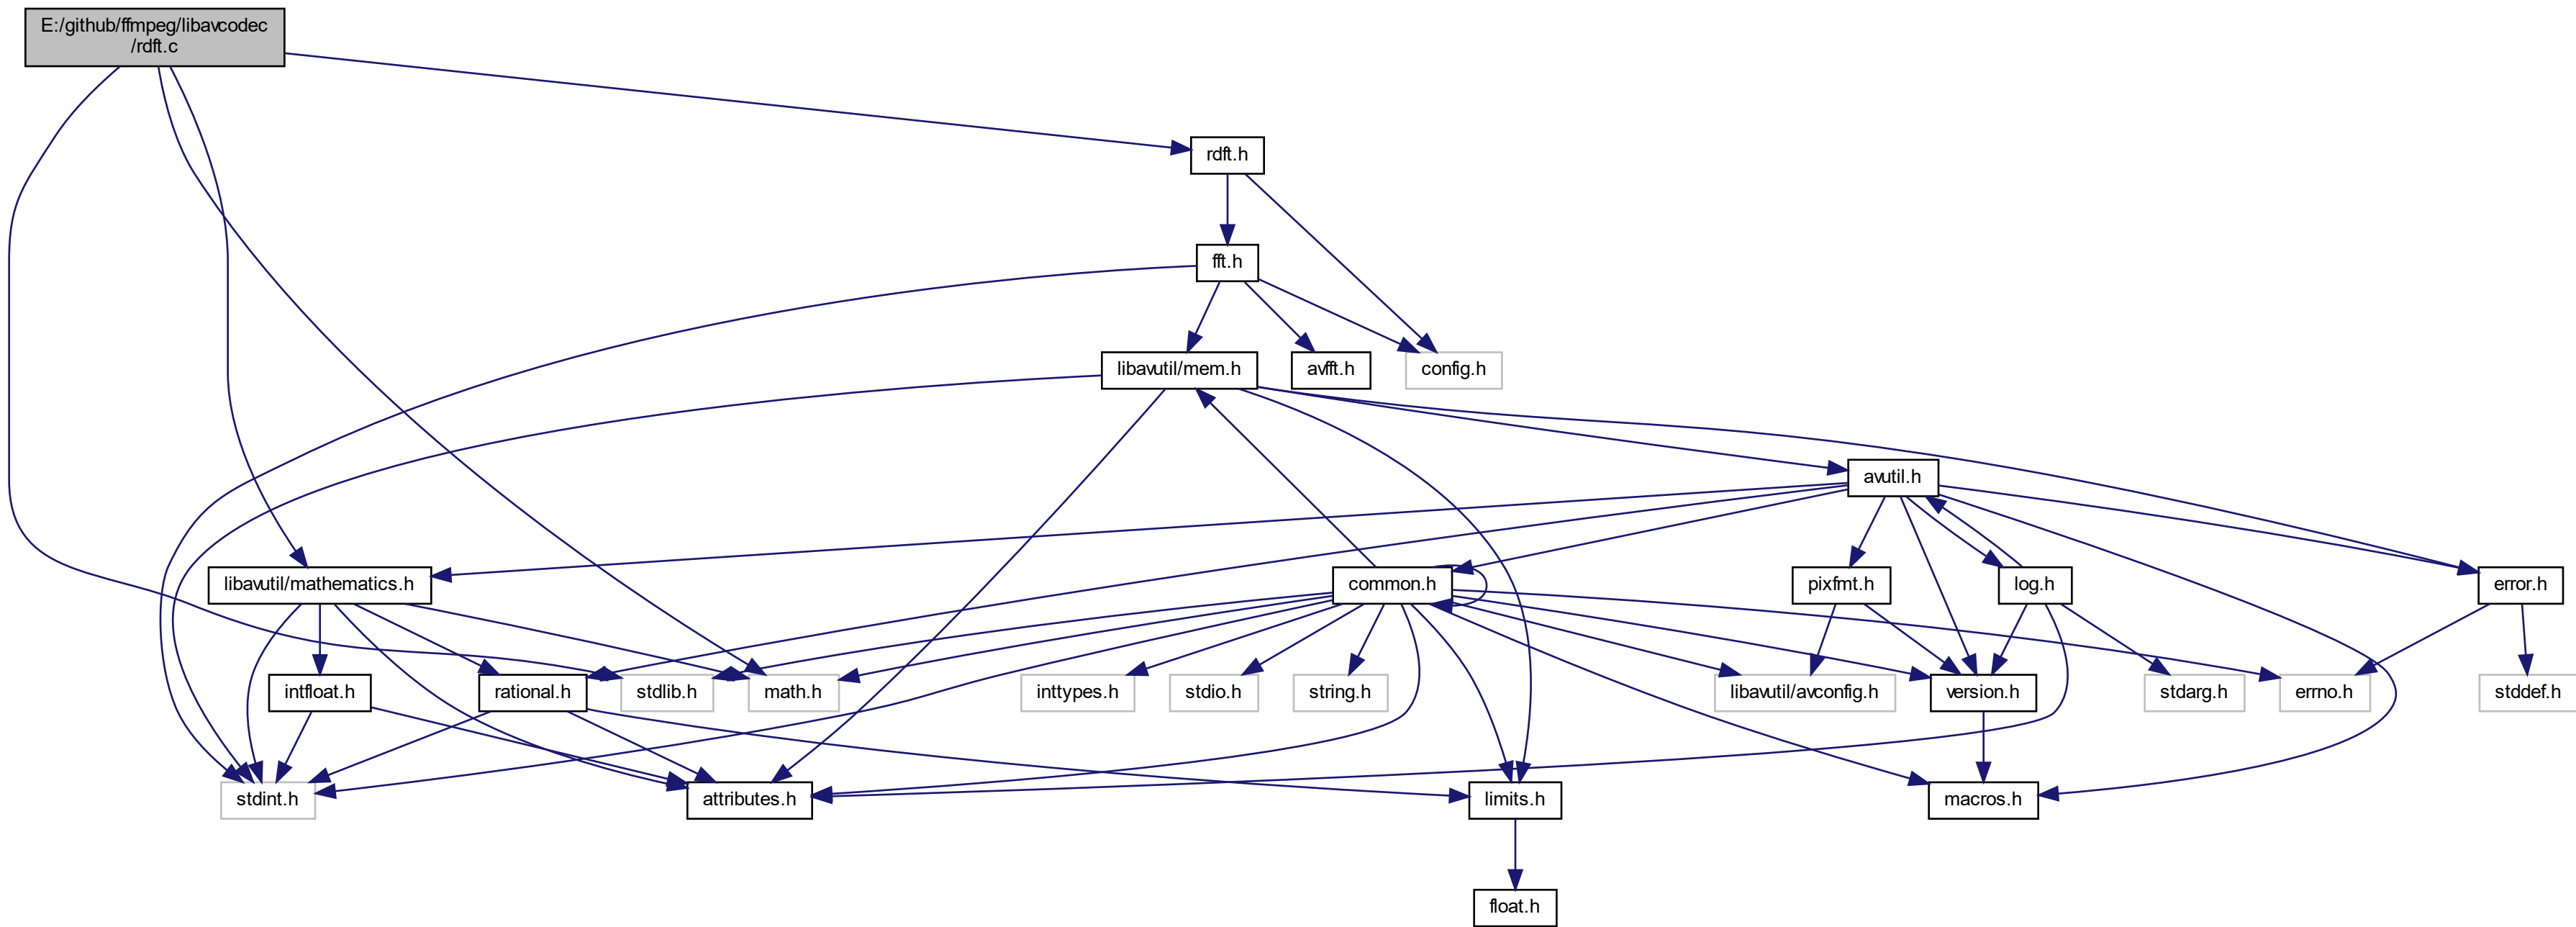 E:/github/ffmpeg/libavcodec
/rdft.c
rdft.h
fft.h
libavutil/mem.h
avfft.h
config.h
avutil.h
libavutil/mathematics.h
common.h
pixfmt.h
log.h
error.h
intfloat.h
rational.h
stdlib.h
math.h
inttypes.h
stdio.h
string.h
libavutil/avconfig.h
version.h
stdarg.h
errno.h
stddef.h
stdint.h
attributes.h
limits.h
macros.h
float.h